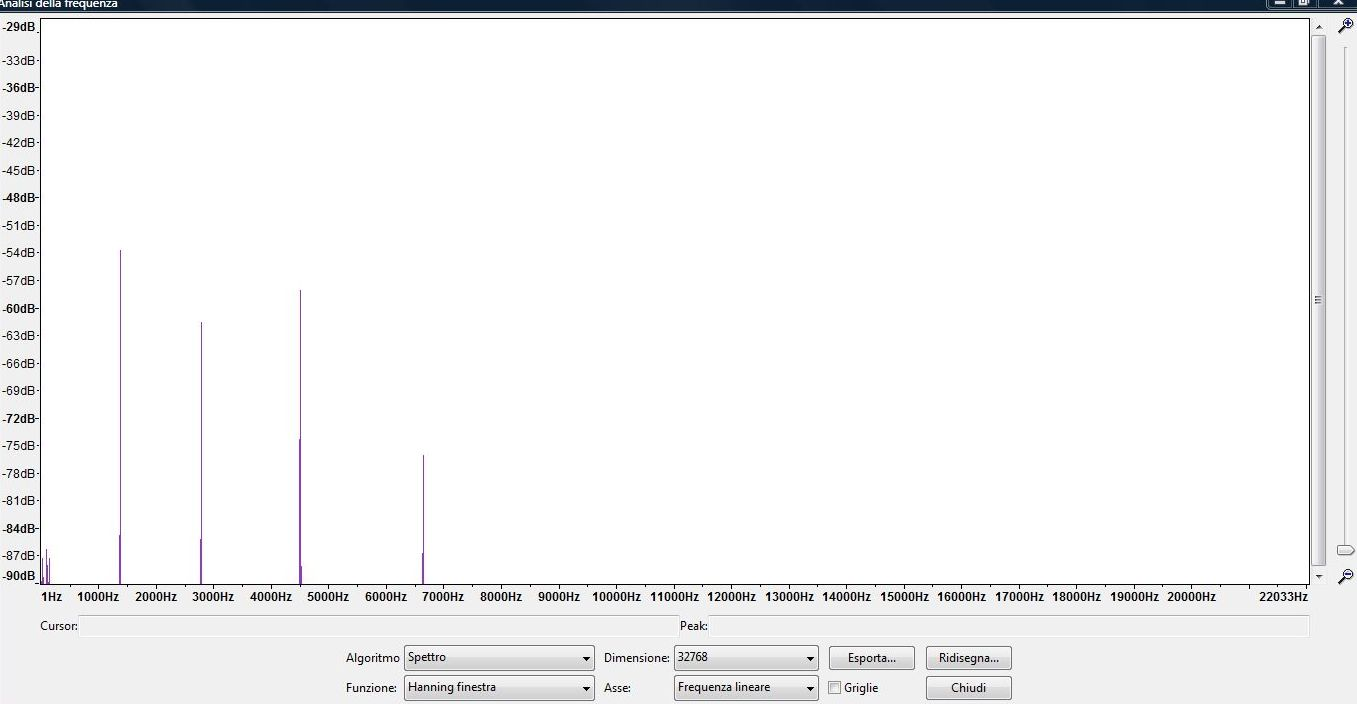 Analisi della frequenza
-29dB
-33dB
-36dB
-39dB
-42dB
-45dB
-48dB
-51dB
-54dB
-57dB
-60dB
-63dB
-66dB
-69dB
-72dB
-75dB
-78dB
-81dB
-84dB
-87dB
-90dB
1Hz 1000Hz 2000Hz 3000Hz 4000Hz 5000Hz 6000Hz 7000Hz 8000Hz 9000Hz 10000Hz 11000Hz 12000Hz 13000Hz 14000Hz 15000Hz 16000Hz 17000Hz 18000Hz 19000Hz 20000Hz 22033Hz
Cursor: Peak:
Algoritmo Spettro Dimensione: 32768 Esporta... Ridisegna...
Funzione: Hanning finestra Asse: Frequenza lineare Griglie Chiudi